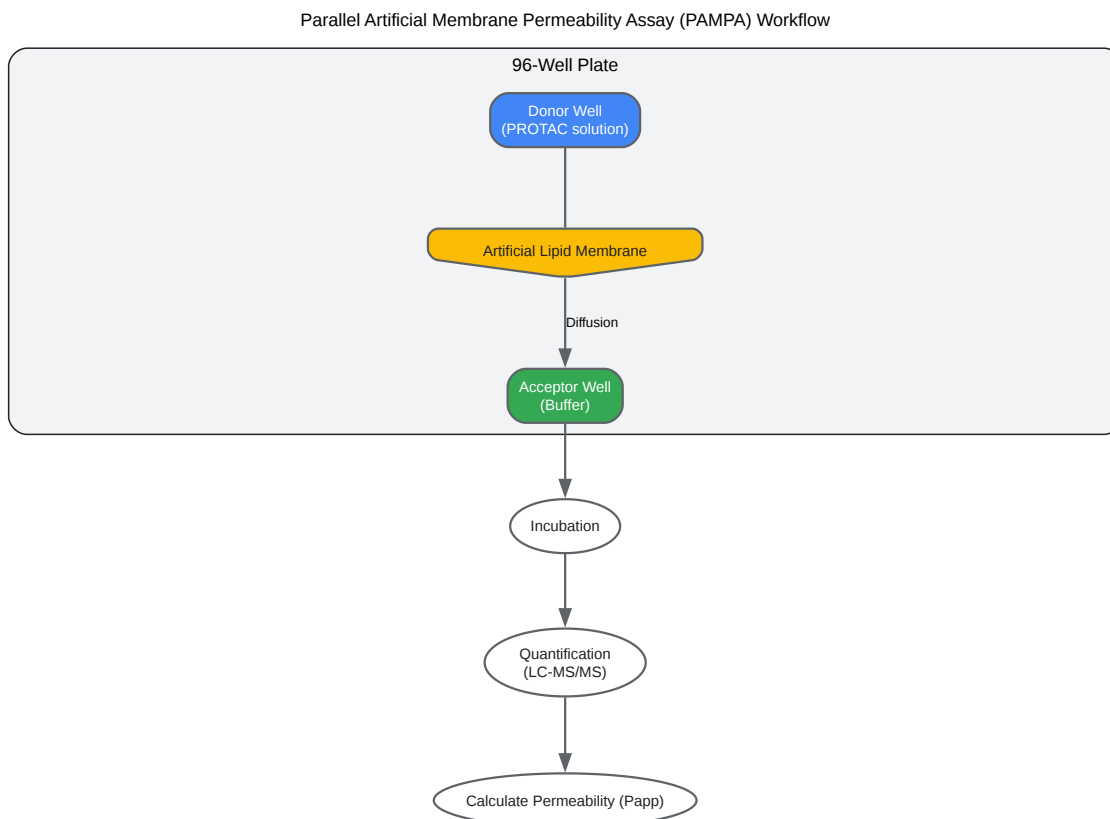 Parallel Artificial Membrane Permeability Assay (PAMPA) Workflow
96-Well Plate
Donor Well
(PROTAC solution)
Artificial Lipid Membrane
Diffusion
Acceptor Well
(Buffer)
Incubation
Quantification
(LC-MS/MS)
Calculate Permeability (Papp)